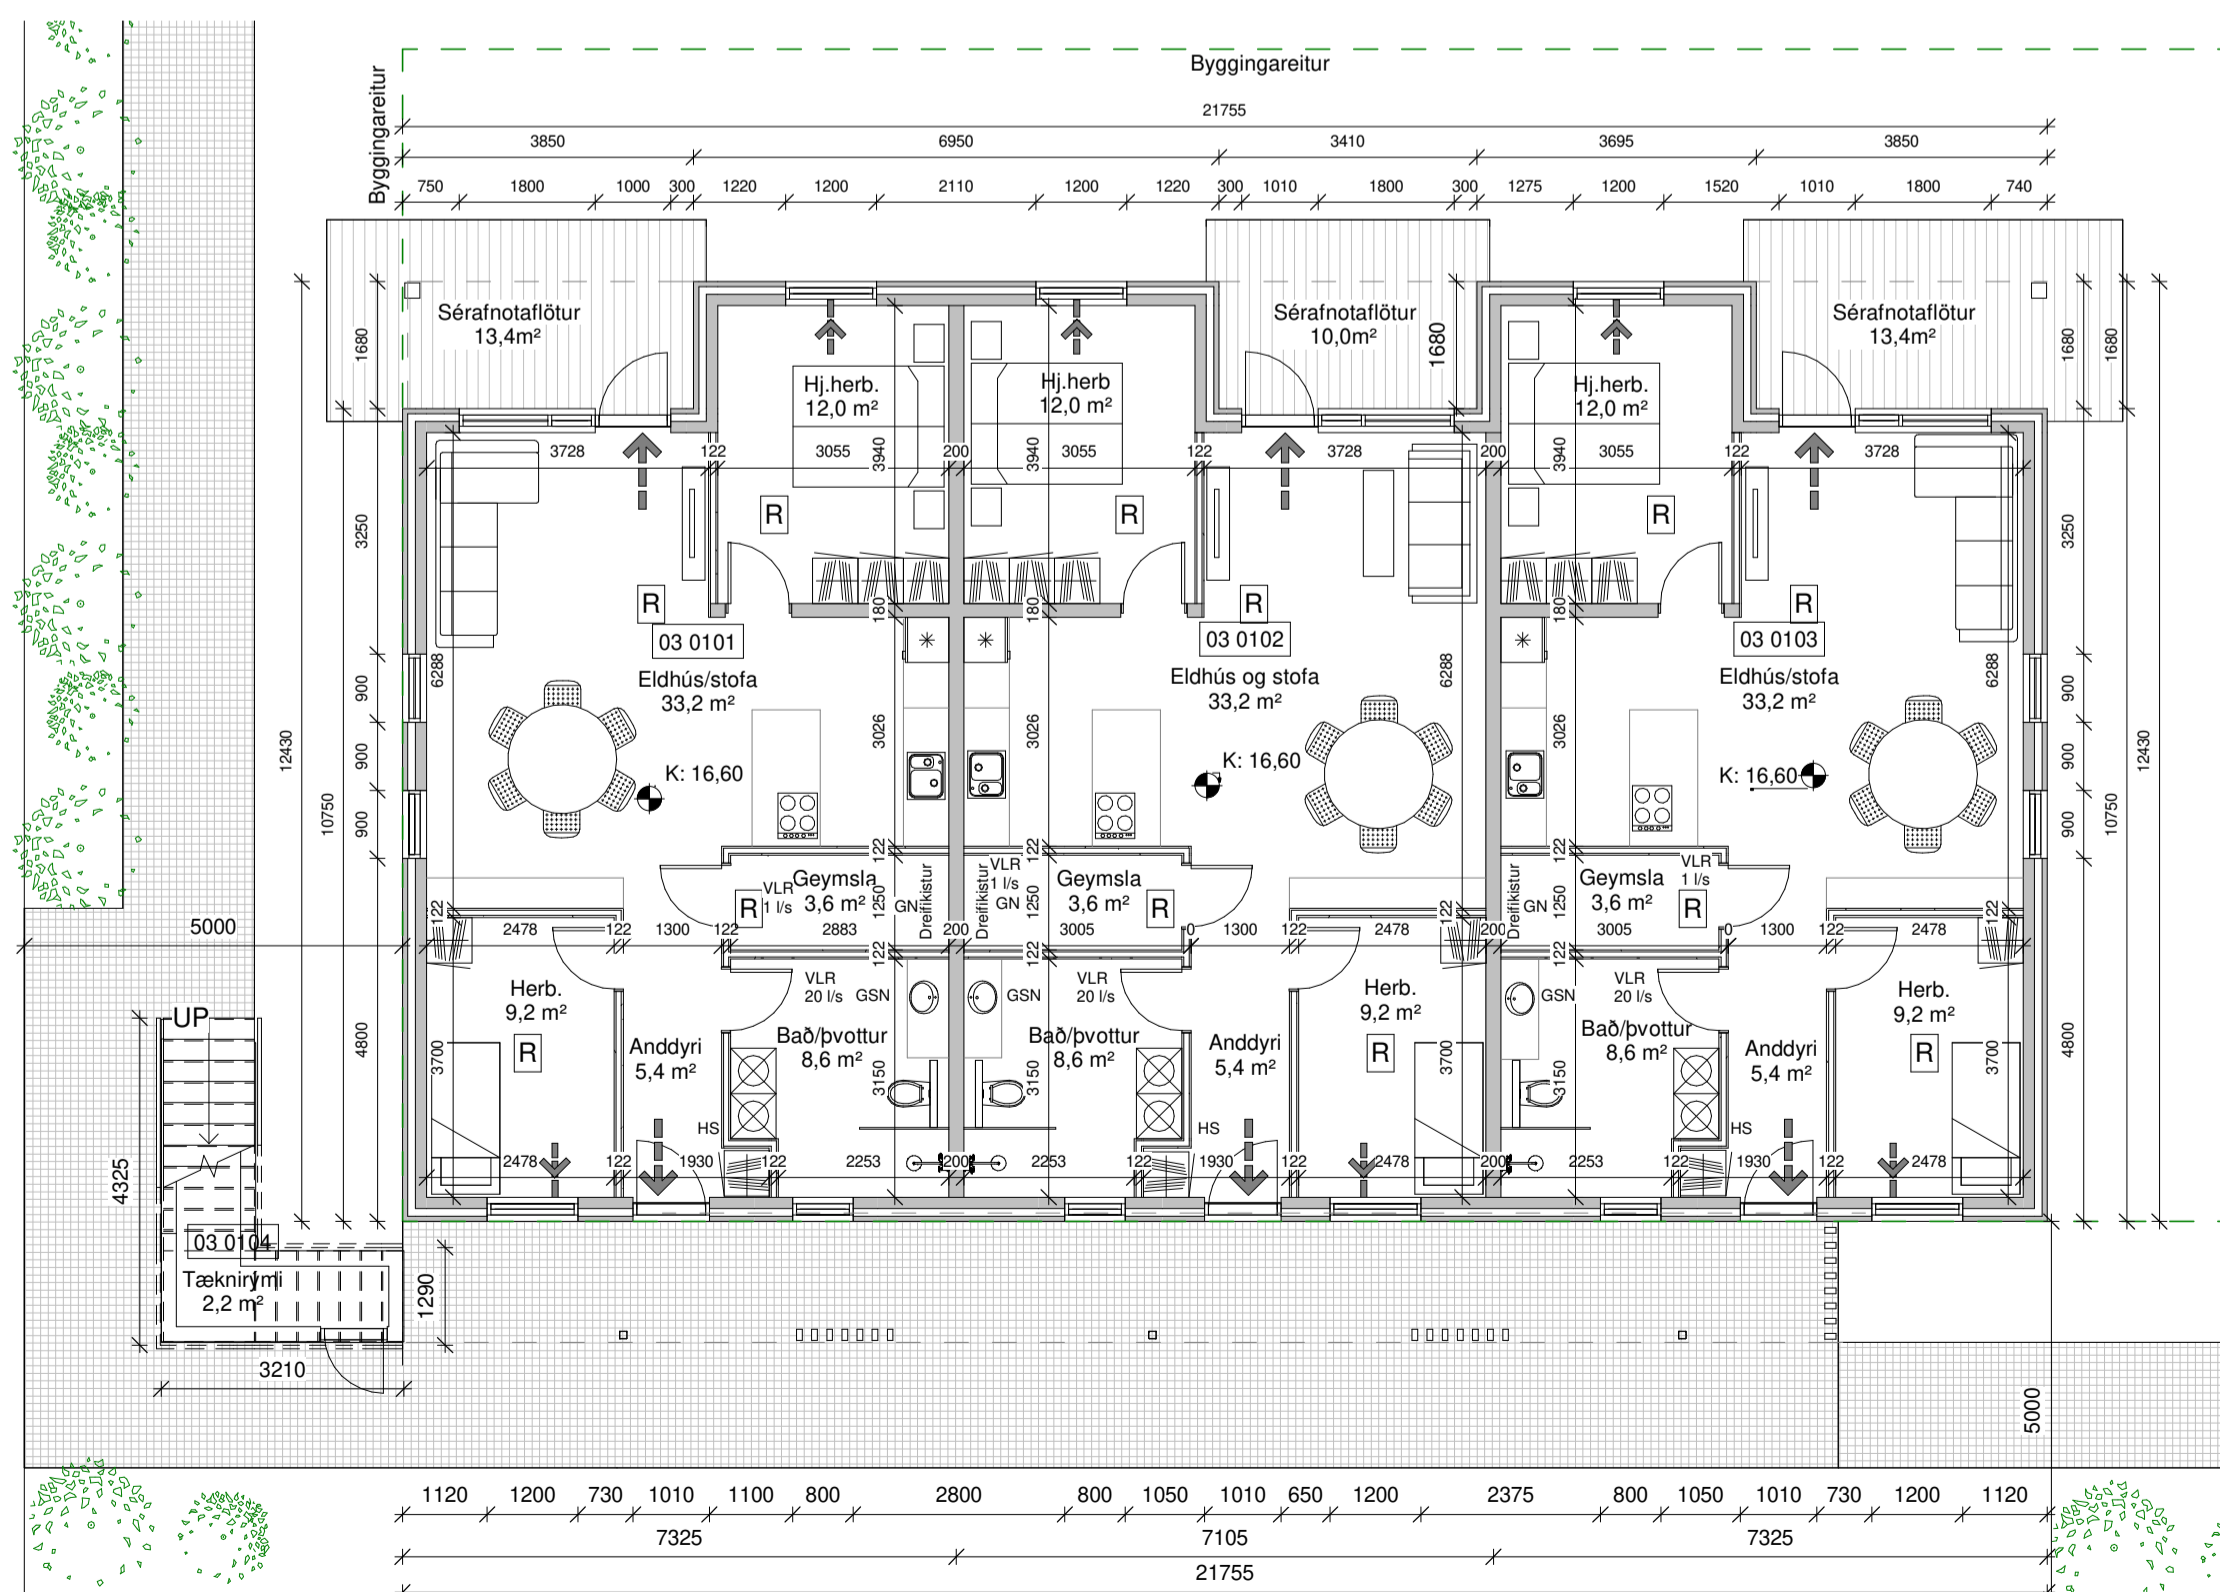 Byggingareitur
Byggingareitur
21755
3850 6950 3410 3695 3850
750 1800 1000 300 1220 1200 2110 1200 1220 300 1010 1800 300 1275 1200 1520 1010 1800 740
Sérafnotaflötur
13,4m²
Sérafnotaflötur
10,0m²
Sérafnotaflötur
13,4m²
1680 1680 1680 1680
Hj.herb.
12,0 m²
Hj.herb
12,0 m²
Hj.herb.
12,0 m²
3728 122 3055 3940 200 3940 3055 122 3728 200 3940 3055 122 3728
3250 R R R 3250
R 180 180 R 180 R
03 0101 03 0102 03 0103
6288 6288 6288
Eldhús/stofa
33,2 m²
Eldhús og stofa
33,2 m²
Eldhús/stofa
33,2 m²
900 3026 3026 3026 900
12430 900 900 12430
K: 16,60 K: 16,60 K: 16,60
10750 900 900 10750
122 122 122
VLR
1 l/s
Geymsla
3,6 m²
R 1250 GN Dreifikistur
Dreifikistur
VLR
1 l/s
GN 1250
Geymsla
3,6 m²
R
Dreifikistur GN 1250
Geymsla
3,6 m²
VLR
1 l/s
R
122 122 122
5000 2478 122 1300 122 2883 200 3005 0 1300 122 2478 200 3005 0 1300 122 2478
122 122 122
Herb.
9,2 m²
R
VLR
20 l/s
GSN GSN
VLR
20 l/s
Herb.
9,2 m²
R
GSN
VLR
20 l/s
Herb.
9,2 m²
R
UP
4800 3700
Anddyri
5,4 m²
Bað/þvottur
8,6 m²
3150 3150
Bað/þvottur
8,6 m²
Anddyri
5,4 m²
3700 3150
Bað/þvottur
8,6 m²
Anddyri
5,4 m²
3700 4800
HS HS HS
2478 122 1930 122 2253 200 2253 122 1930 122 2478 200 2253 122 1930 122 2478
4325
03 0104
Tæknirými
2,2 m²
1290
3210
5000
1120 1200 730 1010 1100 800 2800 800 1050 1010 650 1200 2375 800 1050 1010 730 1200 1120
7325 7105 7325
21755